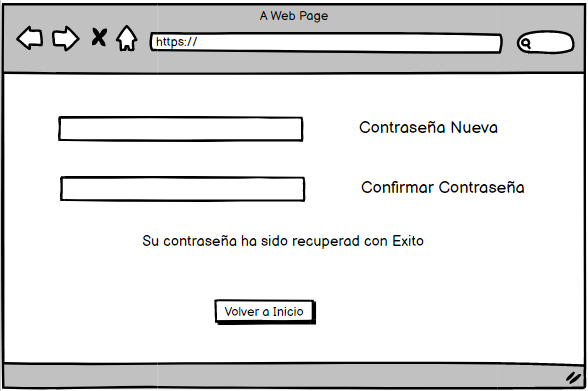 A Web Page
https://
Contraseña Nueva
Confirmar Contraseña
Su contraseña ha sido recuperad con Exito
Volver a Inicio